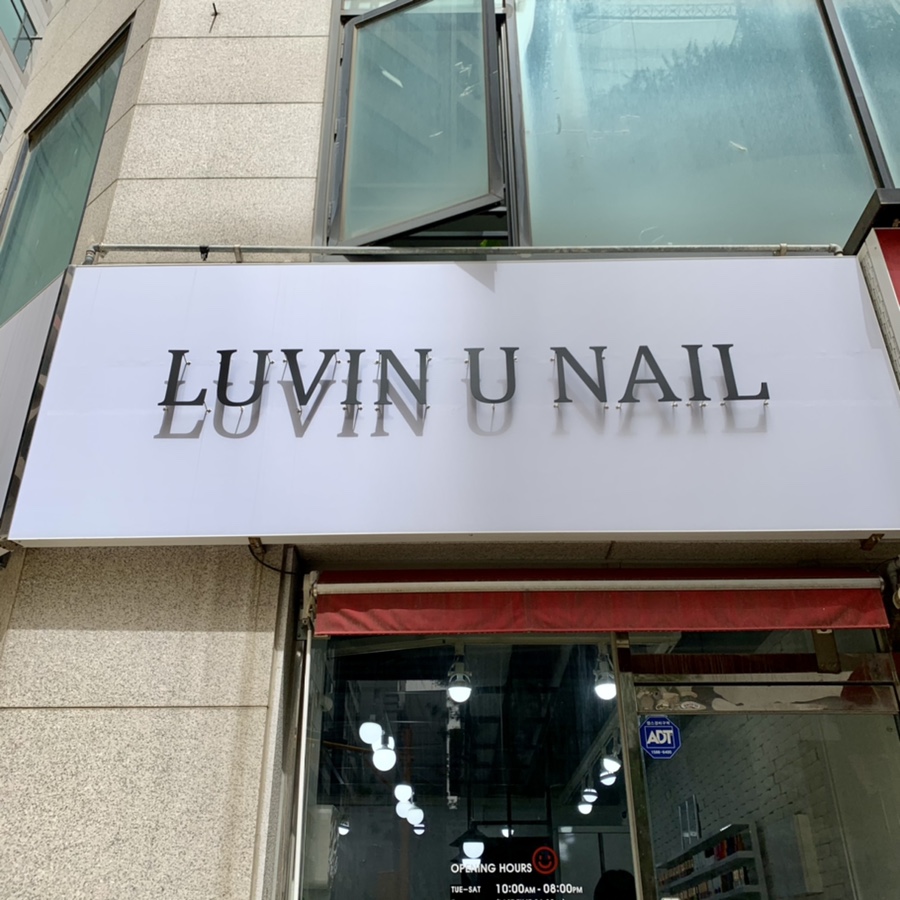 LUVIN U NAIL
ADT
OPENING HOURS
TUE-SAT 10:00AM - 08:00PM